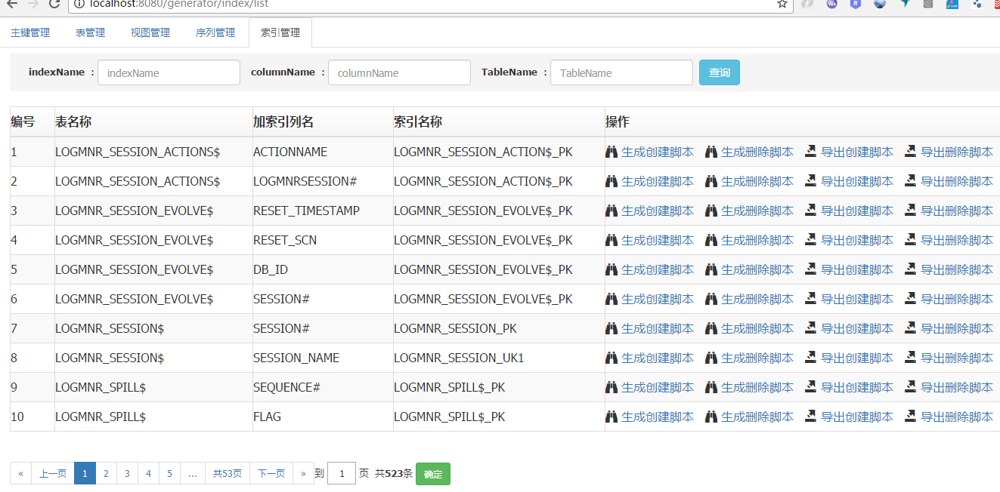 localhost:8080/generator/index/list
主键管理 表管理 视图管理 序列管理 索引管理
indexName : indexName columnName : columnName TableName : TableName 查询
编号 表名称 加索引列名 索引名称 操作
1 LOGMNR_SESSION_ACTIONS$ ACTIONNAME LOGMNR_SESSION_ACTION$_PK 生成创建脚本 生成删除脚本 导出创建脚本 导出删除脚本
2 LOGMNR_SESSION_ACTIONS$ LOGMNRSESSION# LOGMNR_SESSION_ACTION$_PK 生成创建脚本 生成删除脚本 导出创建脚本 导出删除脚本
3 LOGMNR_SESSION_EVOLVE$ RESET_TIMESTAMP LOGMNR_SESSION_EVOLVE$_PK 生成创建脚本 生成删除脚本 导出创建脚本 导出删除脚本
4 LOGMNR_SESSION_EVOLVE$ RESET_SCN LOGMNR_SESSION_EVOLVE$_PK 生成创建脚本 生成删除脚本 导出创建脚本 导出删除脚本
5 LOGMNR_SESSION_EVOLVE$ DB_ID LOGMNR_SESSION_EVOLVE$_PK 生成创建脚本 生成删除脚本 导出创建脚本 导出删除脚本
6 LOGMNR_SESSION_EVOLVE$ SESSION# LOGMNR_SESSION_EVOLVE$_PK 生成创建脚本 生成删除脚本 导出创建脚本 导出删除脚本
7 LOGMNR_SESSION$ SESSION# LOGMNR_SESSION_PK 生成创建脚本 生成删除脚本 导出创建脚本 导出删除脚本
8 LOGMNR_SESSION$ SESSION_NAME LOGMNR_SESSION_UK1 生成创建脚本 生成删除脚本 导出创建脚本 导出删除脚本
9 LOGMNR_SPILL$ SEQUENCE# LOGMNR_SPILL$_PK 生成创建脚本 生成删除脚本 导出创建脚本 导出删除脚本
10 LOGMNR_SPILL$ FLAG LOGMNR_SPILL$_PK 生成创建脚本 生成删除脚本 导出创建脚本 导出删除脚本
« 上一页 1 2 3 4 5 ... 共53页 下一页 » 到 1 页 共523条 确定